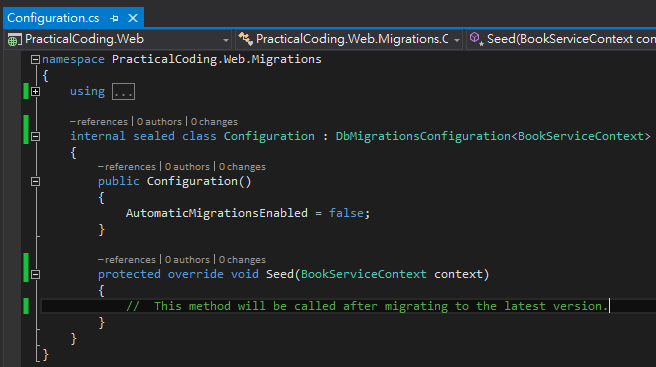 Configuration.cs
PracticalCoding.Web PracticalCoding.Web.Migrations.C Seed(BookServiceContext con
namespace PracticalCoding.Web.Migrations
{
using ...
– references | 0 authors | 0 changes
internal sealed class Configuration : DbMigrationsConfiguration<BookServiceContext>
{
– references | 0 authors | 0 changes
public Configuration()
{
AutomaticMigrationsEnabled = false;
}
– references | 0 authors | 0 changes
protected override void Seed(BookServiceContext context)
{
//  This method will be called after migrating to the latest version.
}
}
}